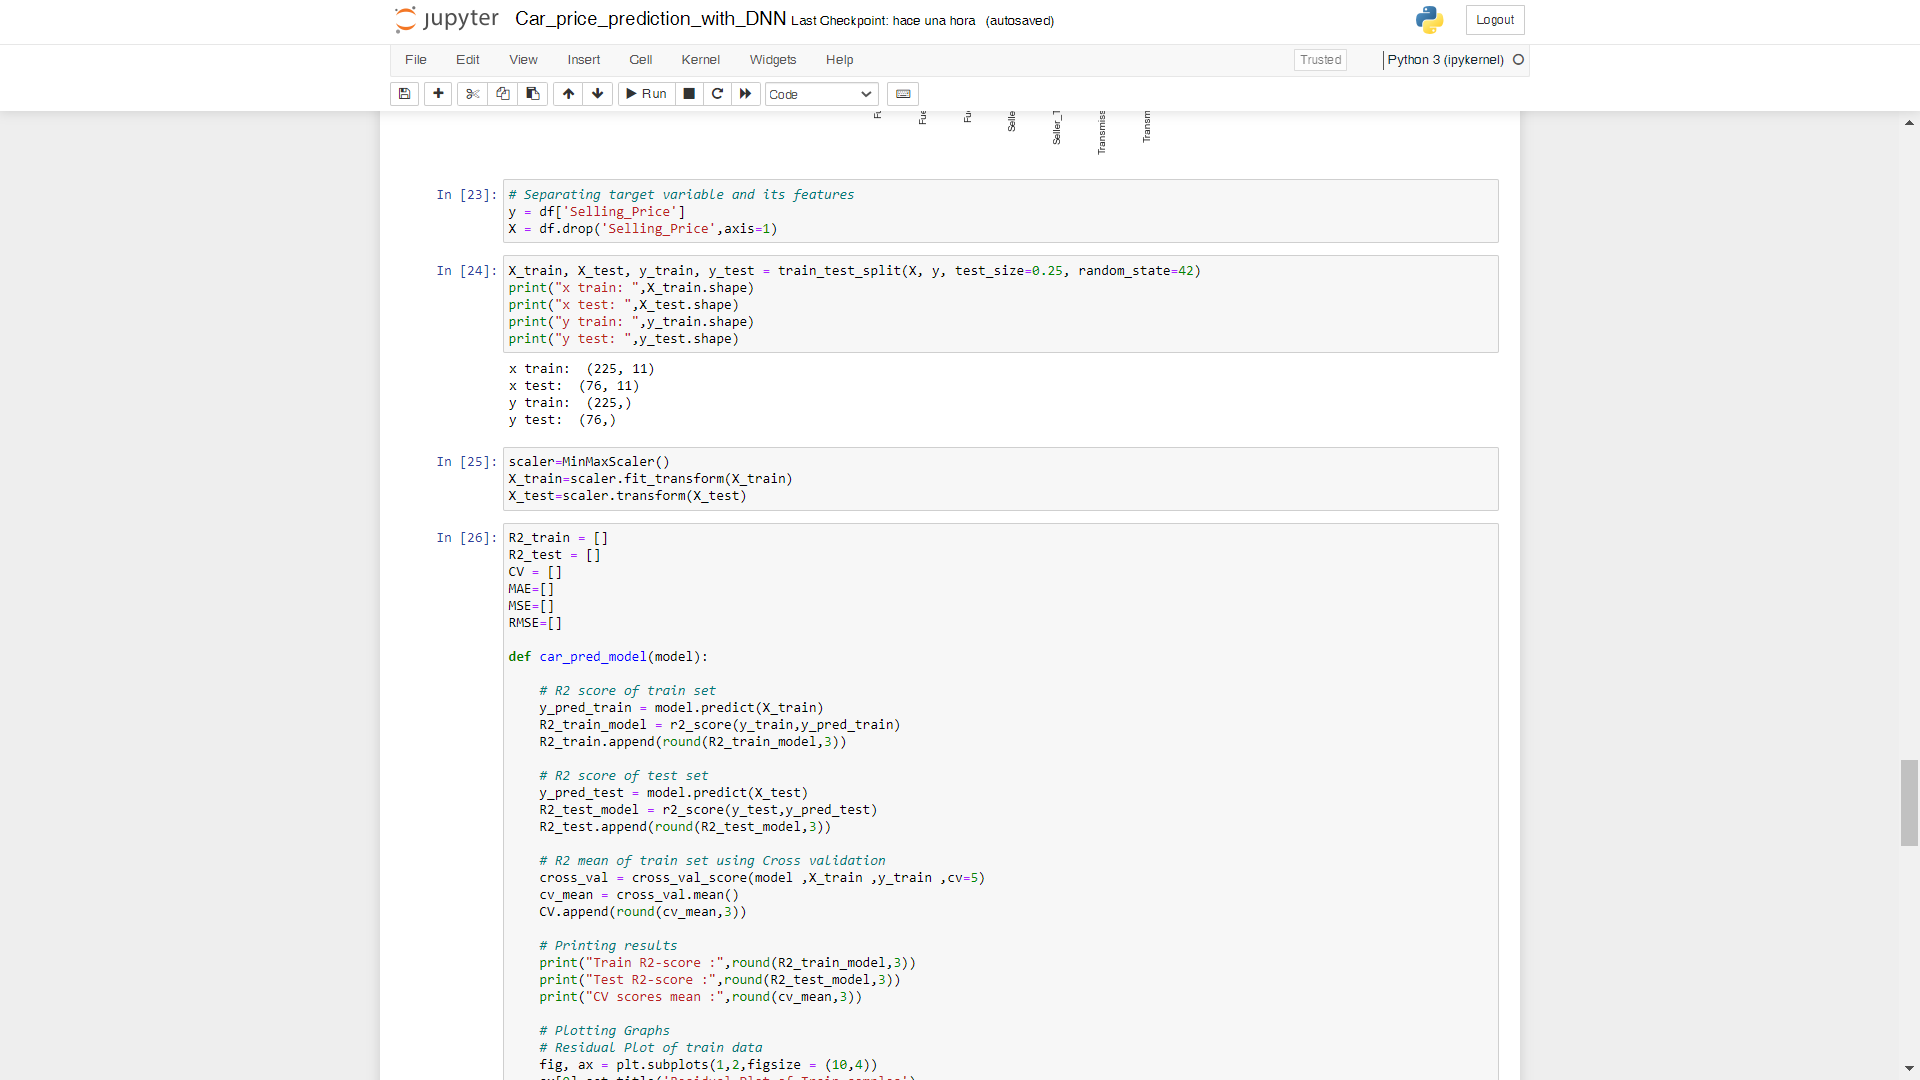 jupyter Car_price_prediction_with_DNN Last Checkpoint: hace una hora (autosaved) Logout
File Edit View Insert Cell Kernel Widgets Help Trusted Python 3 (ipykernel)
Run Code
# Separating target variable and its features
In [23]: y = df['Selling_Price']
X = df.drop('Selling_Price',axis=1)
In [24]: X_train, X_test, y_train, y_test = train_test_split(X, y, test_size=0.25, random_state=42)
print("x train: ",X_train.shape)
print("x test: ",X_test.shape)
print("y train: ",y_train.shape)
print("y test: ",y_test.shape)
x train:  (225, 11)
x test:  (76, 11)
y train:  (225,)
y test:  (76,)
In [25]: scaler=MinMaxScaler()
X_train=scaler.fit_transform(X_train)
X_test=scaler.transform(X_test)
In [26]: R2_train = []
R2_test = []
CV = []
MAE=[]
MSE=[]
RMSE=[]
def car_pred_model(model):
# R2 score of train set
y_pred_train = model.predict(X_train)
R2_train_model = r2_score(y_train,y_pred_train)
R2_train.append(round(R2_train_model,3))
# R2 score of test set
y_pred_test = model.predict(X_test)
R2_test_model = r2_score(y_test,y_pred_test)
R2_test.append(round(R2_test_model,3))
# R2 mean of train set using Cross validation
cross_val = cross_val_score(model ,X_train ,y_train ,cv=5)
cv_mean = cross_val.mean()
CV.append(round(cv_mean,3))
# Printing results
print("Train R2-score :",round(R2_train_model,3))
print("Test R2-score :",round(R2_test_model,3))
print("CV scores mean :",round(cv_mean,3))
# Plotting Graphs
# Residual Plot of train data
fig, ax = plt.subplots(1,2,figsize = (10,4))